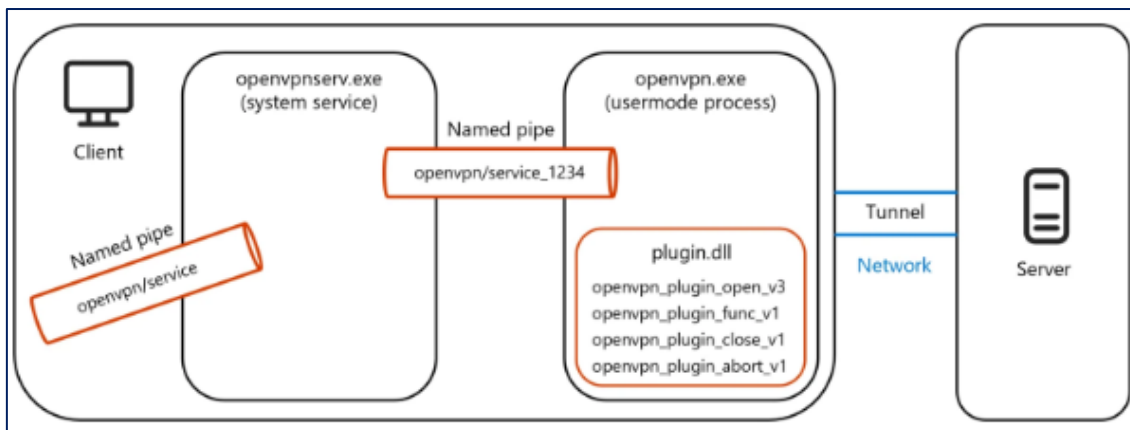 openvpnserv.exe
(system service)
openvpn.exe
(usermode process)
Client
Named pipe
openvpn/service_1234
Named pipe
openvpn/service
plugin.dll
openvpn_plugin_open_v3
openvpn_plugin_func_v1
openvpn_plugin_close_v1
openvpn_plugin_abort_v1
Tunnel
Network
Server